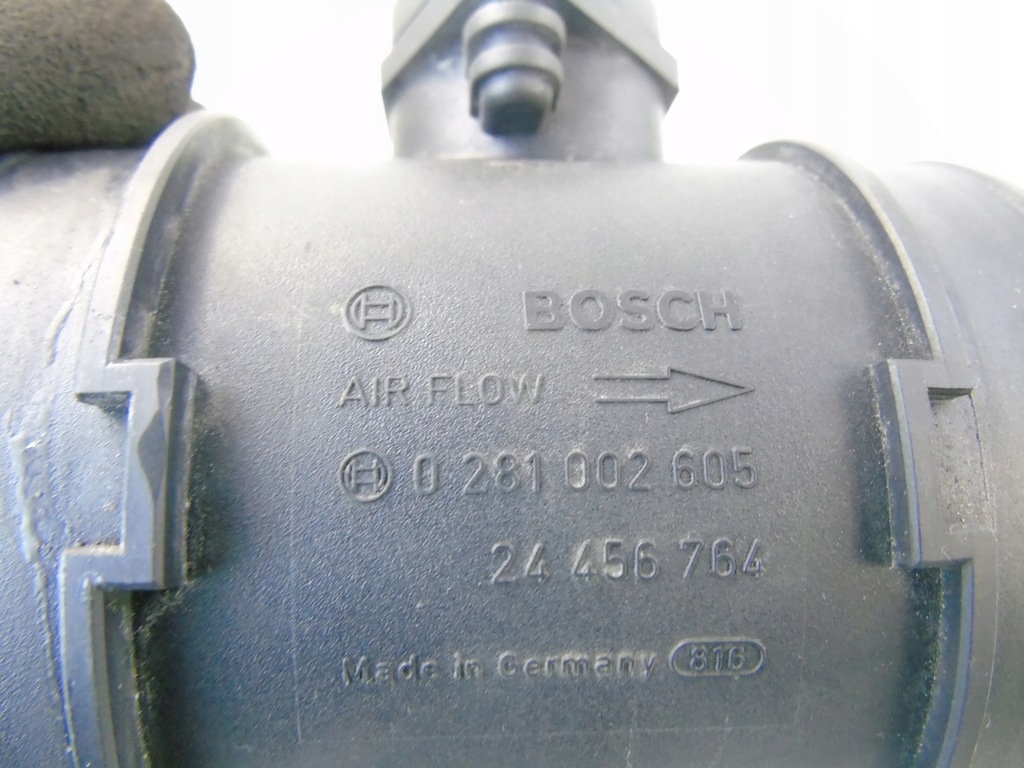 BOSCH
AIR FLOW
0 281 002 605
24 456 764
Made in Germany 816